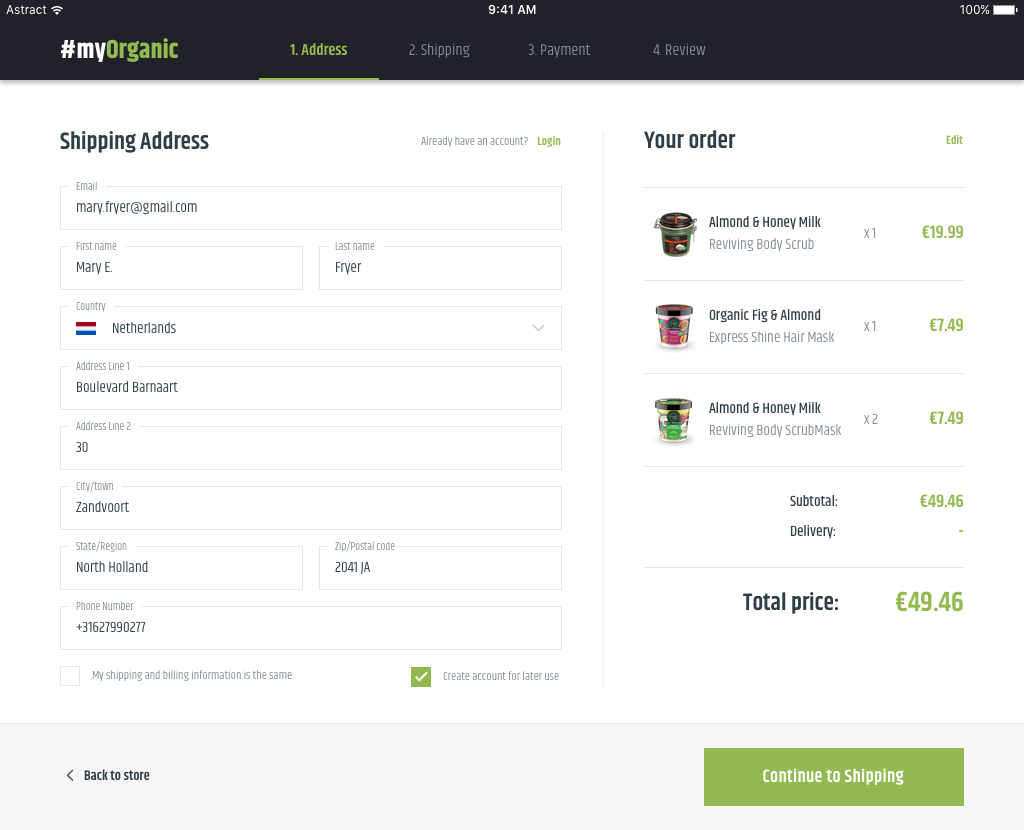 Astract 9:41 AM 100%
#myOrganic 1. Address 2. Shipping 3. Payment 4. Review
Shipping Address Already have an account? Login
Email
mary.fryer@gmail.com
First name Last name
Mary E. Fryer
Country
Netherlands
Address Line 1
Boulevard Barnaart
Address Line 2
30
City/town
Zandvoort
State/Region Zip/Postal code
North Holland 2041 JA
Phone Number
+31627990277
My shipping and billing information is the same. Create account for later use
Your order Edit
Almond & Honey Milk
Reviving Body Scrub
x 1 €19.99
Organic Fig & Almond
Express Shine Hair Mask
x 1 €7.49
Almond & Honey Milk
Reviving Body ScrubMask
x 2 €7.49
Subtotal: €49.46
Delivery: -
Total price: €49.46
Back to store Continue to Shipping